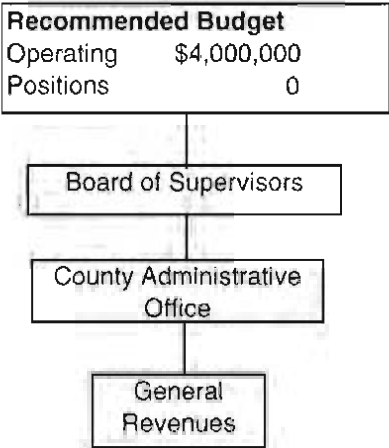 Recommended Budget
Operating $4,000,000
Positions 0
Board of Supervisors
County Administrative
Office
General
Revenues